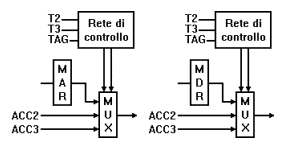 T2
T3
TAG
Rete di
controllo
M
A
R
M
U
X
ACC2
ACC3
T2
T3
TAG
Rete di
controllo
M
D
R
M
U
X
ACC2
ACC3